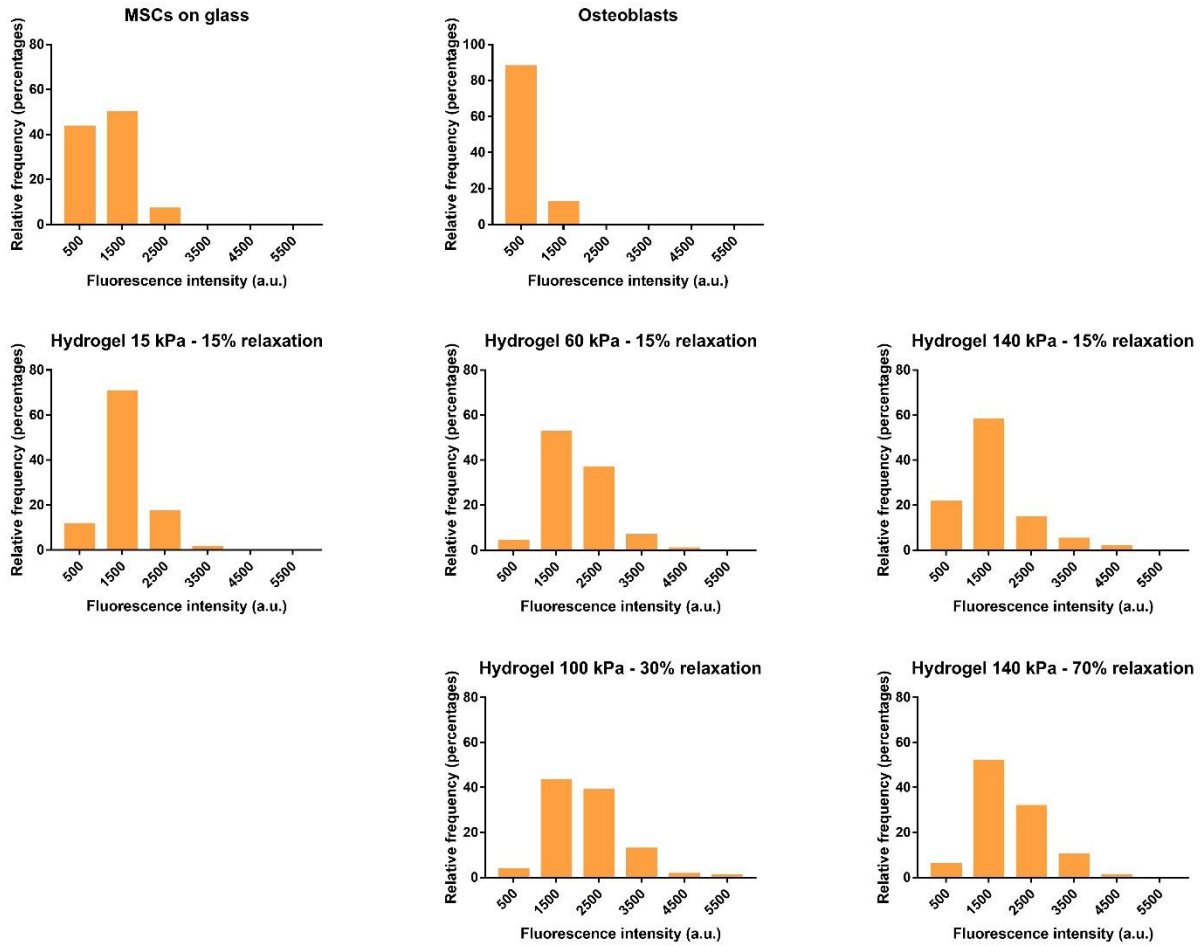 MSCs on glass
Relative frequency (percentages)
80
60
40
20
0
500 1500 2500 3500 4500 5500
Fluorescence intensity (a.u.)
Osteoblasts
Relative frequency (percentages)
100
80
60
40
20
0
500 1500 2500 3500 4500 5500
Fluorescence intensity (a.u.)
Hydrogel 15 kPa - 15% relaxation
Relative frequency (percentages)
80
60
40
20
0
500 1500 2500 3500 4500 5500
Fluorescence intensity (a.u.)
Hydrogel 60 kPa - 15% relaxation
Relative frequency (percentages)
80
60
40
20
0
500 1500 2500 3500 4500 5500
Fluorescence intensity (a.u.)
Hydrogel 140 kPa - 15% relaxation
Relative frequency (percentages)
80
60
40
20
0
500 1500 2500 3500 4500 5500
Fluorescence intensity (a.u.)
Hydrogel 100 kPa - 30% relaxation
Relative frequency (percentages)
80
60
40
20
0
500 1500 2500 3500 4500 5500
Fluorescence intensity (a.u.)
Hydrogel 140 kPa - 70% relaxation
Relative frequency (percentages)
80
60
40
20
0
500 1500 2500 3500 4500 5500
Fluorescence intensity (a.u.)